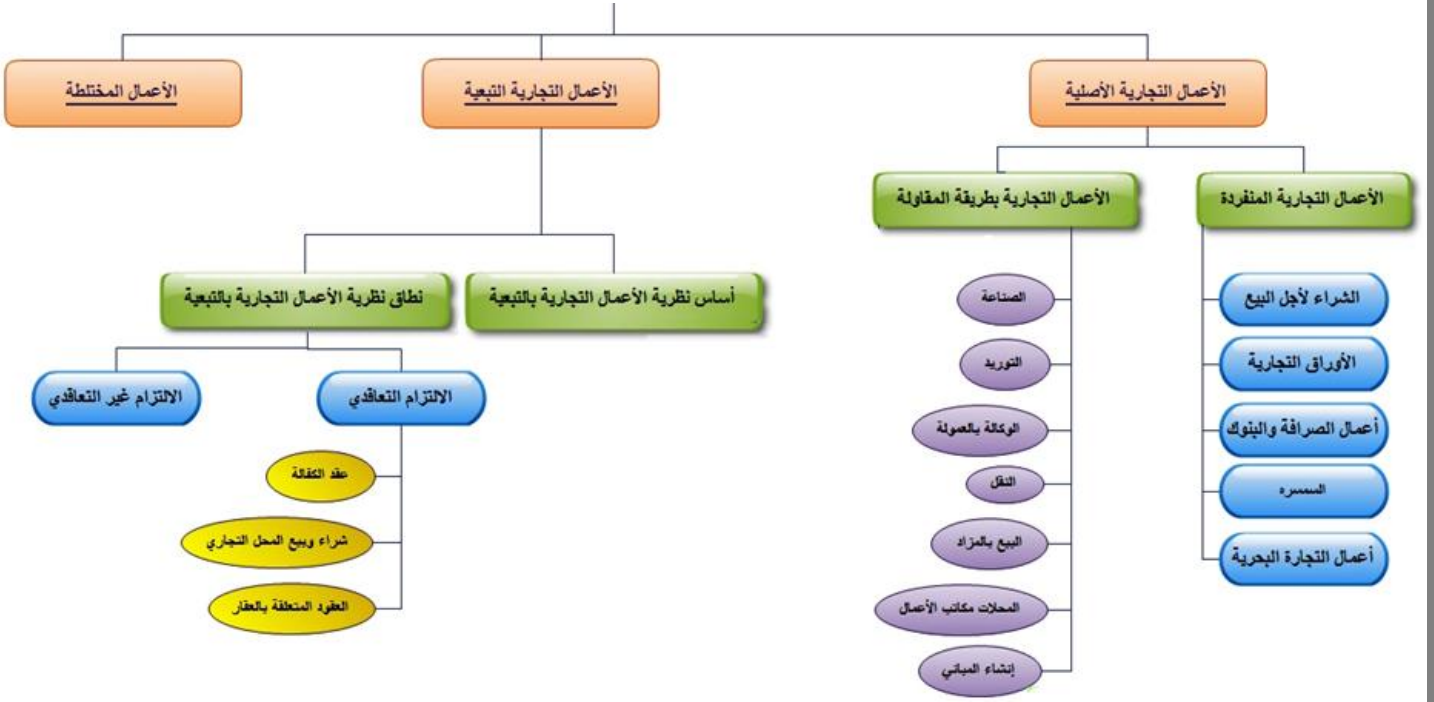 الأعمال التجارية الأصلية
الأعمال التجارية التبعية
الأعمال المختلطة
الأعمال التجارية المنفردة
الأعمال التجارية بطريقة المقاولة
الشراء لأجل البيع
الأوراق التجارية
أعمال الصرافة والبنوك
السمسره
أعمال التجارة البحرية
الصناعة
التوريد
الوكالة بالعمولة
النقل
البيع بالمزاد
المحلات مكاتب الأعمال
إنشاء المباني
أساس نظرية الأعمال التجارية بالتبعية
نطاق نظرية الأعمال التجارية بالتبعية
الالتزام التعاقدي
الالتزام غير التعاقدي
عقد الكفالة
شراء وبيع المحل التجاري
العقود المتعلقة بالعقار